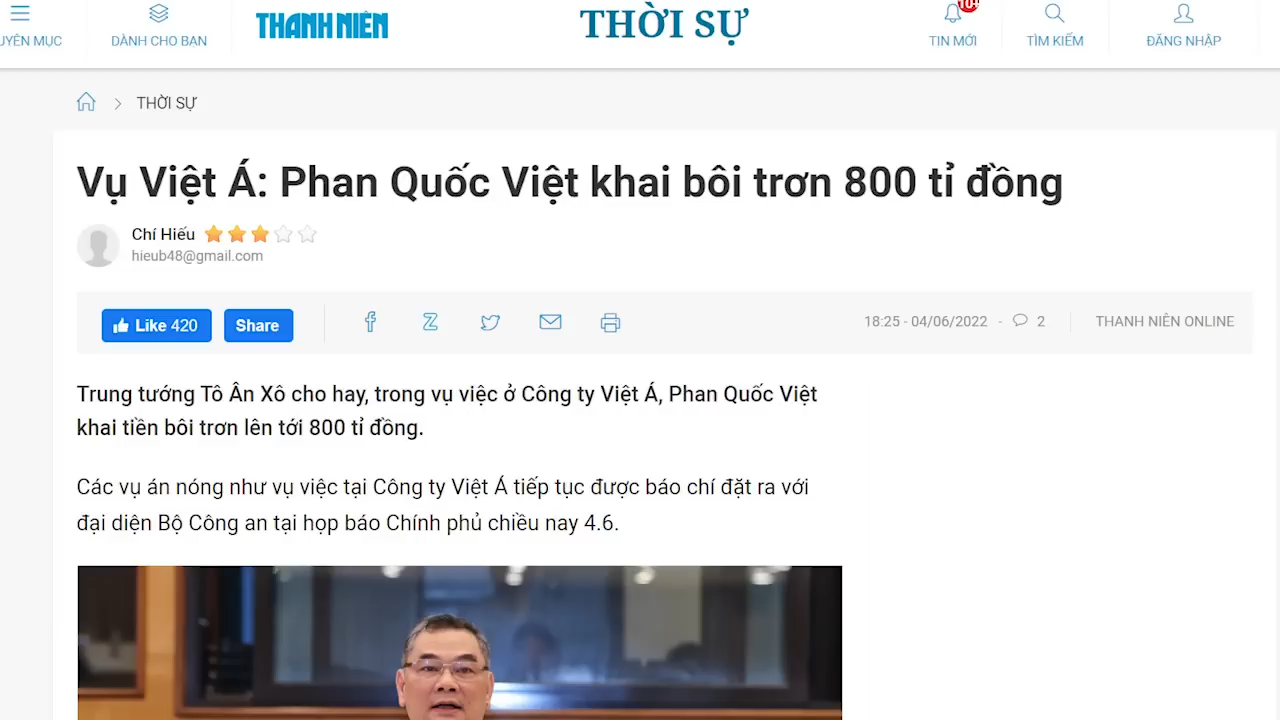 THANH NIÊN
THỜI SỰ
10+
UYÊN MỤC
DÀNH CHO BẠN
TIN MỚI
TÌM KIẾM
ĐĂNG NHẬP
THỜI SỰ
Vụ Việt Á: Phan Quốc Việt khai bôi trơn 800 tỉ đồng
Chí Hiếu
hieub48@gmail.com
Like 420
Share
18:25 - 04/06/2022 - 2
THANH NIÊN ONLINE
Trung tướng Tô Ân Xô cho hay, trong vụ việc ở Công ty Việt Á, Phan Quốc Việt
khai tiền bôi trơn lên tới 800 tỉ đồng.
Các vụ án nóng như vụ việc tại Công ty Việt Á tiếp tục được báo chí đặt ra với
đại diện Bộ Công an tại họp báo Chính phủ chiều nay 4.6.